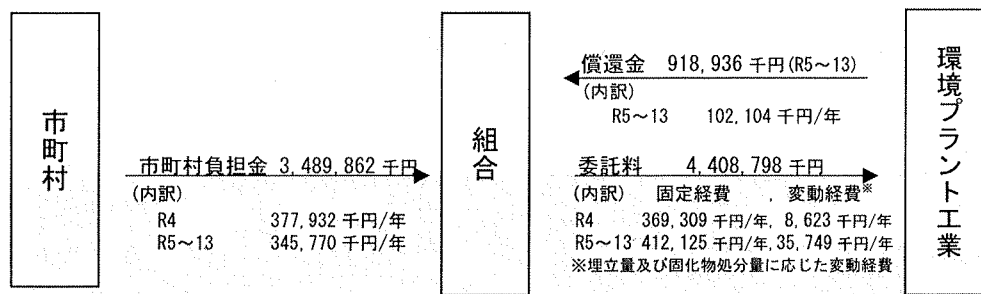 市町村
市町村負担金 3,489,862 千円
(内訳)
R4 377,932 千円/年
R5～13 345,770 千円/年
組合
償還金 918,936 千円(R5～13)
(内訳)
R5～13 102,104 千円/年
委託料 4,408,798 千円
(内訳) 固定経費 , 変動経費※
R4 369,309 千円/年, 8,623 千円/年
R5～13 412,125 千円/年, 35,749 千円/年
※埋立量及び固化物処分量に応じた変動経費
環境プラント工業